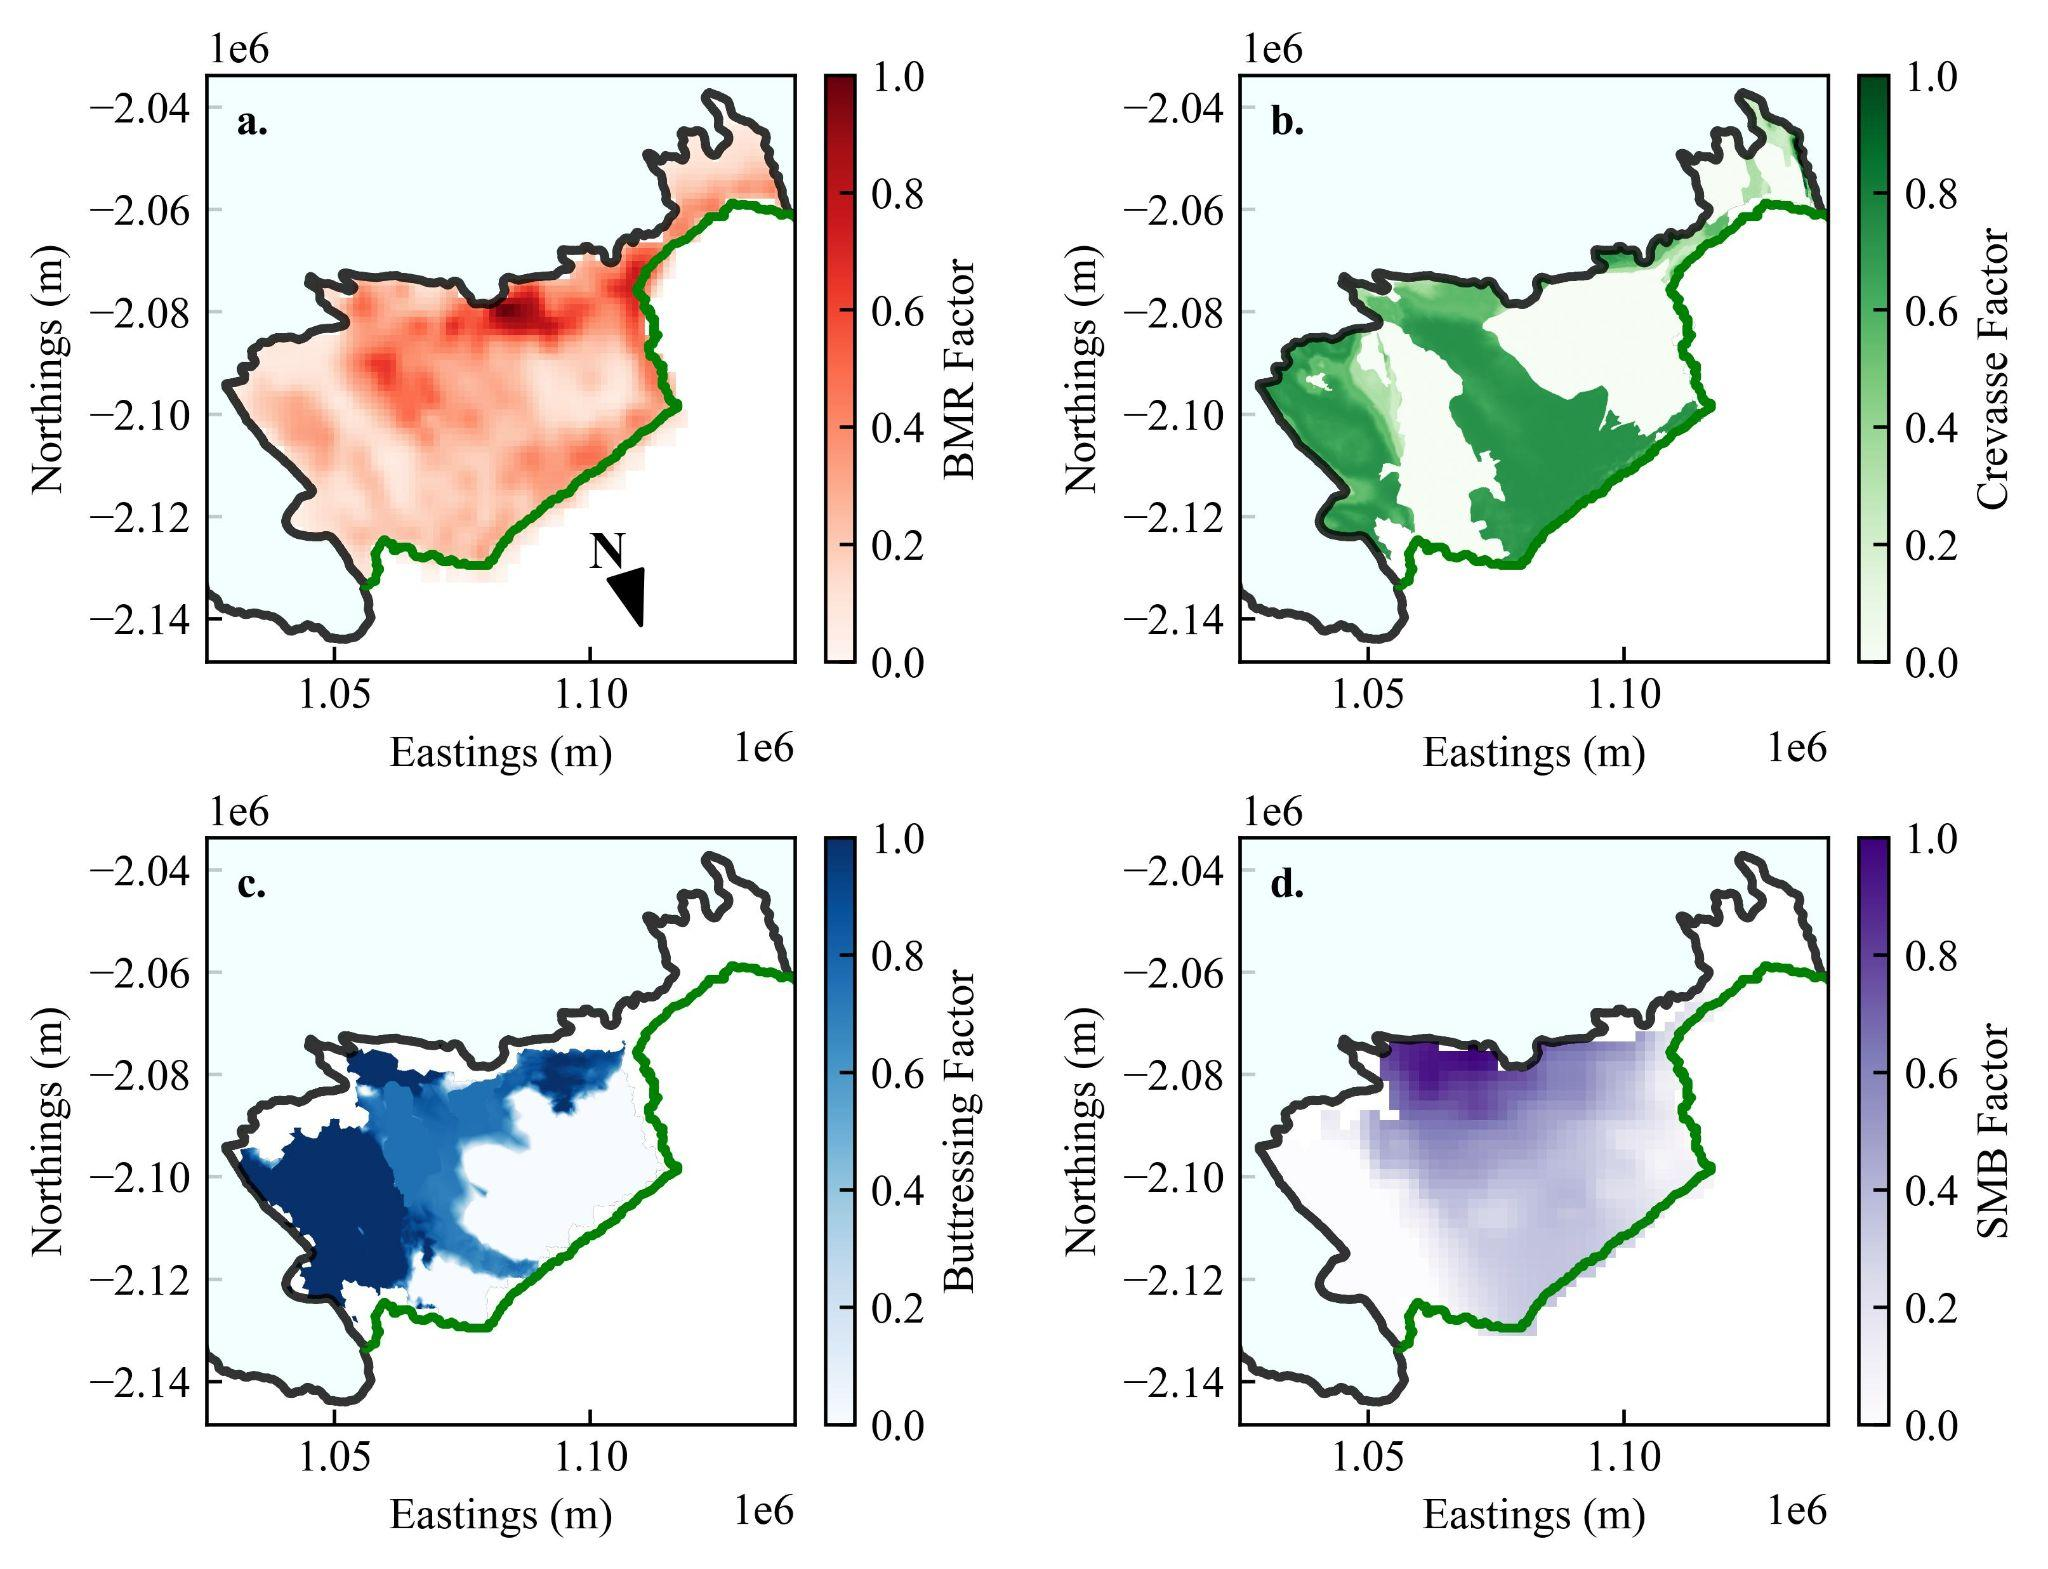 1e6
a.
−2.04
−2.06
−2.08
−2.10
−2.12
−2.14
Northings (m)
N
1.05
1.10
Eastings (m)
1e6
1.0
0.8
0.6
0.4
0.2
0.0
BMR Factor
1e6
b.
−2.04
−2.06
−2.08
−2.10
−2.12
−2.14
Northings (m)
1.05
1.10
Eastings (m)
1e6
1.0
0.8
0.6
0.4
0.2
0.0
Crevasse Factor
1e6
c.
−2.04
−2.06
−2.08
−2.10
−2.12
−2.14
Northings (m)
1.05
1.10
Eastings (m)
1e6
1.0
0.8
0.6
0.4
0.2
0.0
Buttressing Factor
1e6
d.
−2.04
−2.06
−2.08
−2.10
−2.12
−2.14
Northings (m)
1.05
1.10
Eastings (m)
1e6
1.0
0.8
0.6
0.4
0.2
0.0
SMB Factor